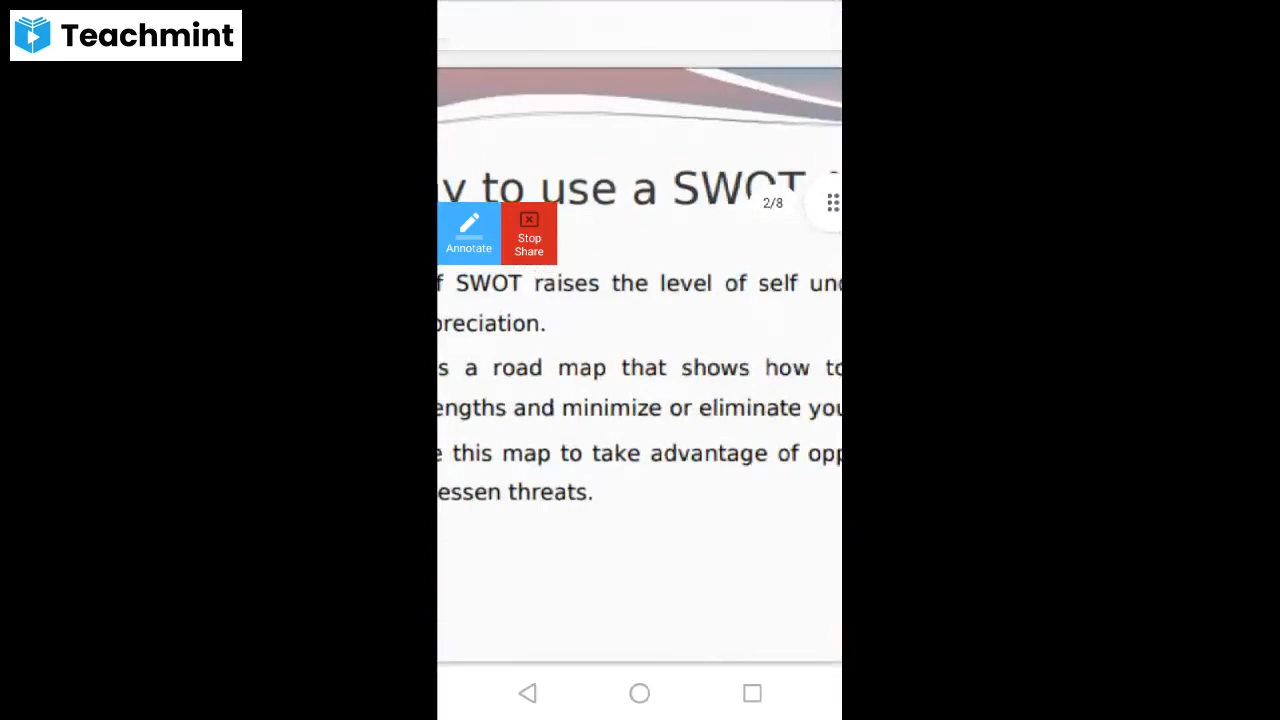 Teachmint
y to use a SWOT
2/8
Annotate
Stop
Share
f SWOT raises the level of self und
preciation.
s a road map that shows how to
engths and minimize or eliminate you
e this map to take advantage of opp
essen threats.